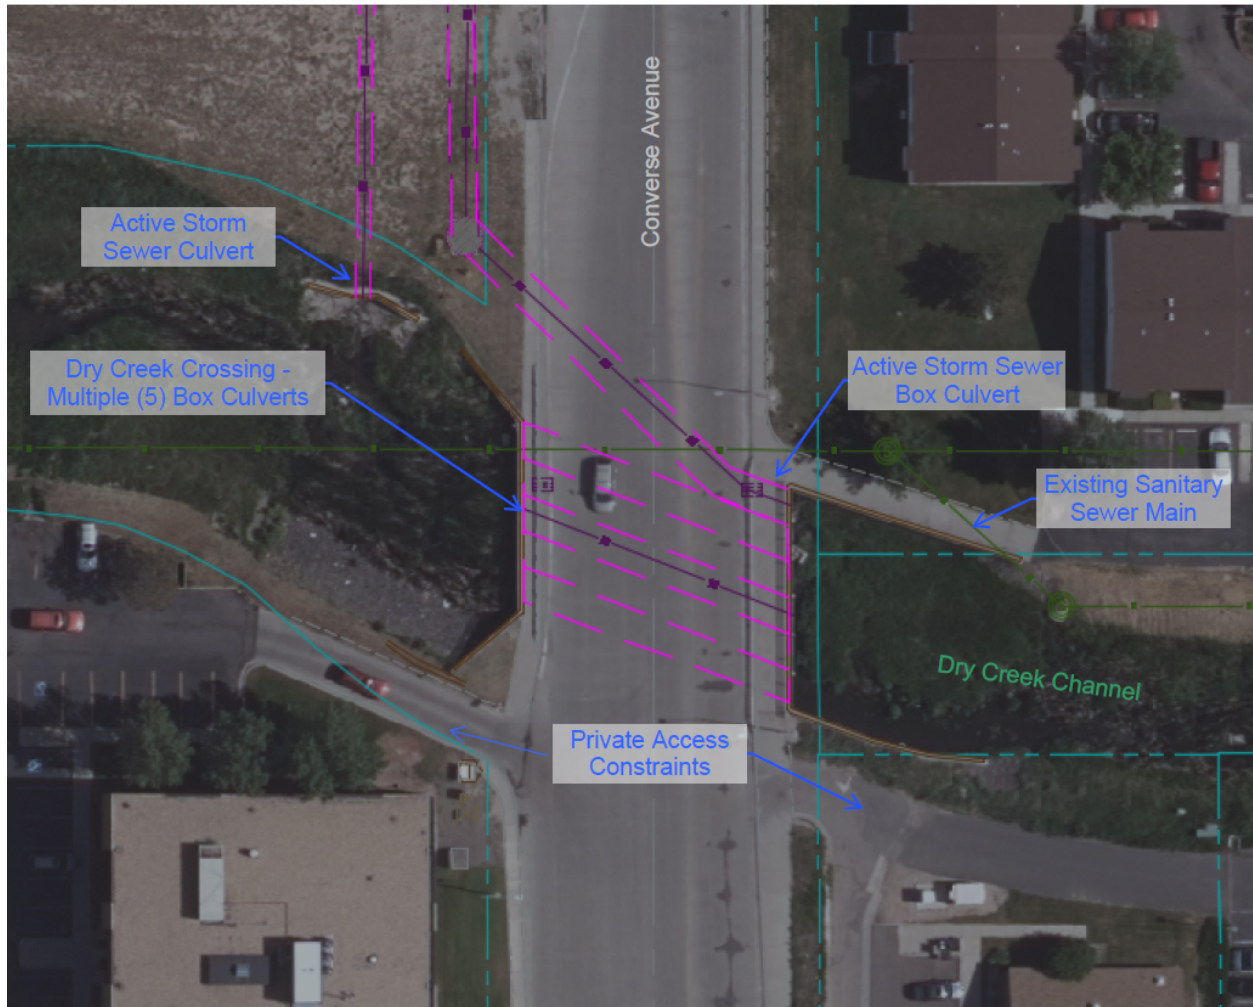 Converse Avenue
Active Storm
Sewer Culvert
Dry Creek Crossing -
Multiple (5) Box Culverts
Active Storm Sewer
Box Culvert
Existing Sanitary
Sewer Main
Dry Creek Channel
Private Access
Constraints